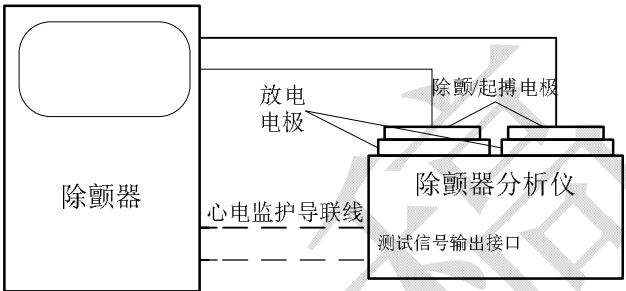 除颤/起搏电极
放电
电极
除颤器分析仪
除颤器
心电监护导联线
测试信号输出接口